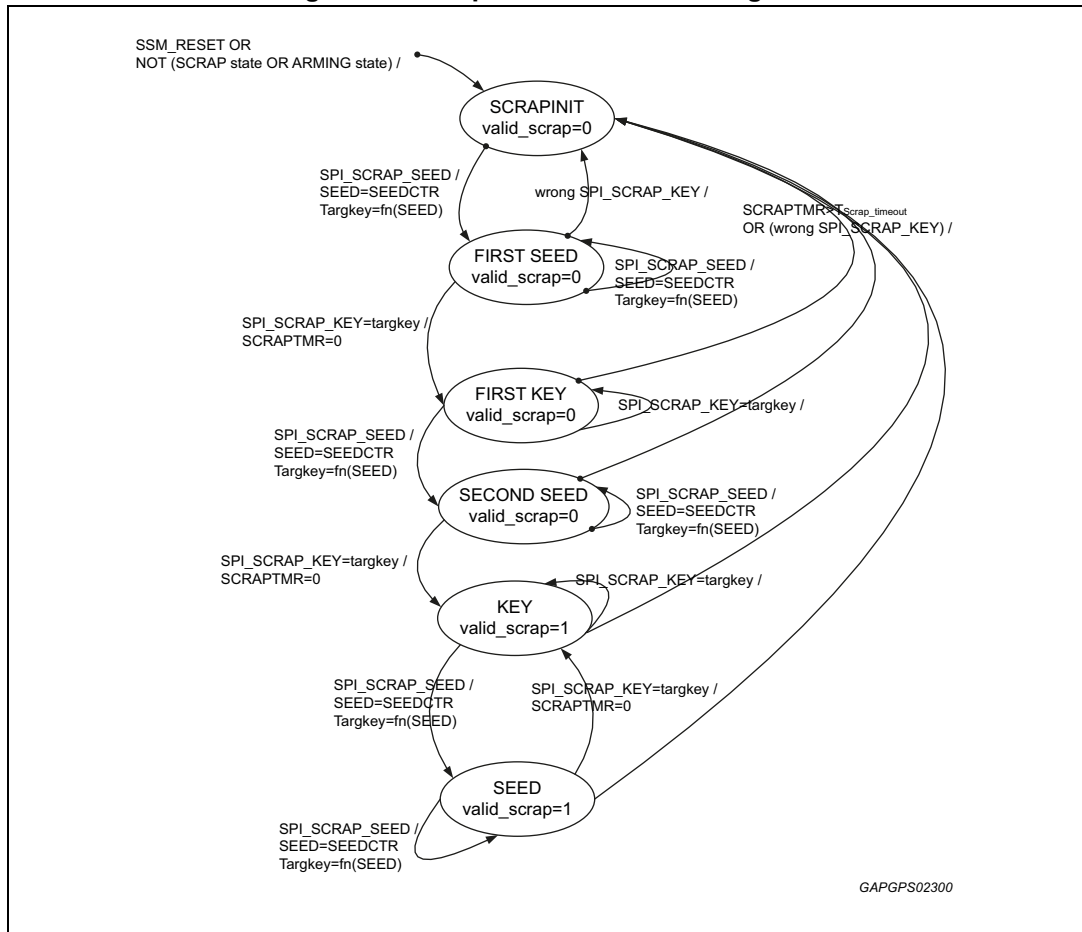 SSM_RESET OR
NOT (SCRAP state OR ARMING state) /
SCRAPINIT
valid_scrap=0
SPI_SCRAP_SEED /
SEED=SEEDCTR
Targkey=fn(SEED)
wrong SPI_SCRAP_KEY /
SCRAPTMR>TScrap_timeout
OR (wrong SPI_SCRAP_KEY) /
FIRST SEED
valid_scrap=0
SPI_SCRAP_SEED /
SEED=SEEDCTR
Targkey=fn(SEED)
SPI_SCRAP_KEY=targkey /
SCRAPTMR=0
FIRST KEY
valid_scrap=0
SPI_SCRAP_KEY=targkey /
SPI_SCRAP_SEED /
SEED=SEEDCTR
Targkey=fn(SEED)
SECOND SEED
valid_scrap=0
SPI_SCRAP_SEED /
SEED=SEEDCTR
Targkey=fn(SEED)
SPI_SCRAP_KEY=targkey /
SCRAPTMR=0
KEY
valid_scrap=1
SPI_SCRAP_KEY=targkey /
SPI_SCRAP_SEED /
SEED=SEEDCTR
Targkey=fn(SEED)
SPI_SCRAP_KEY=targkey /
SCRAPTMR=0
SEED
valid_scrap=1
SPI_SCRAP_SEED /
SEED=SEEDCTR
Targkey=fn(SEED)
GAPGPS02300